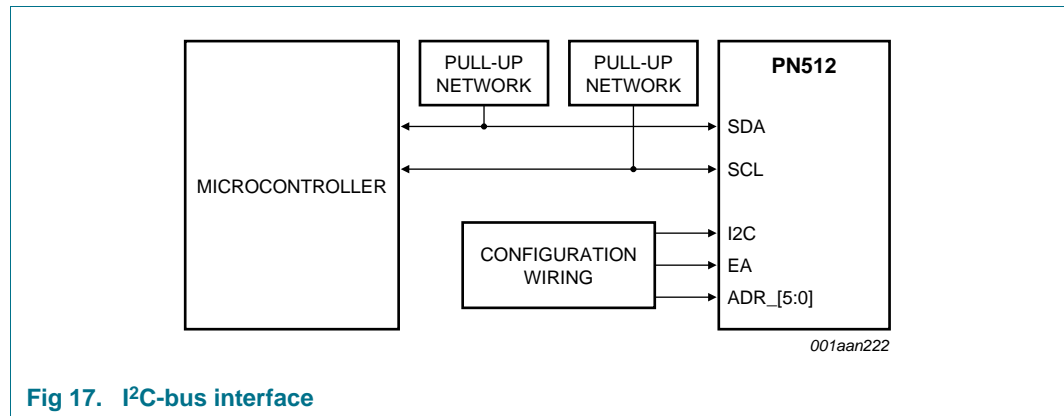 PULL-UP
NETWORK
PULL-UP
NETWORK
PN512
SDA
SCL
MICROCONTROLLER
I2C
CONFIGURATION
WIRING
EA
ADR_[5:0]
001aan222
Fig 17. I²C-bus interface